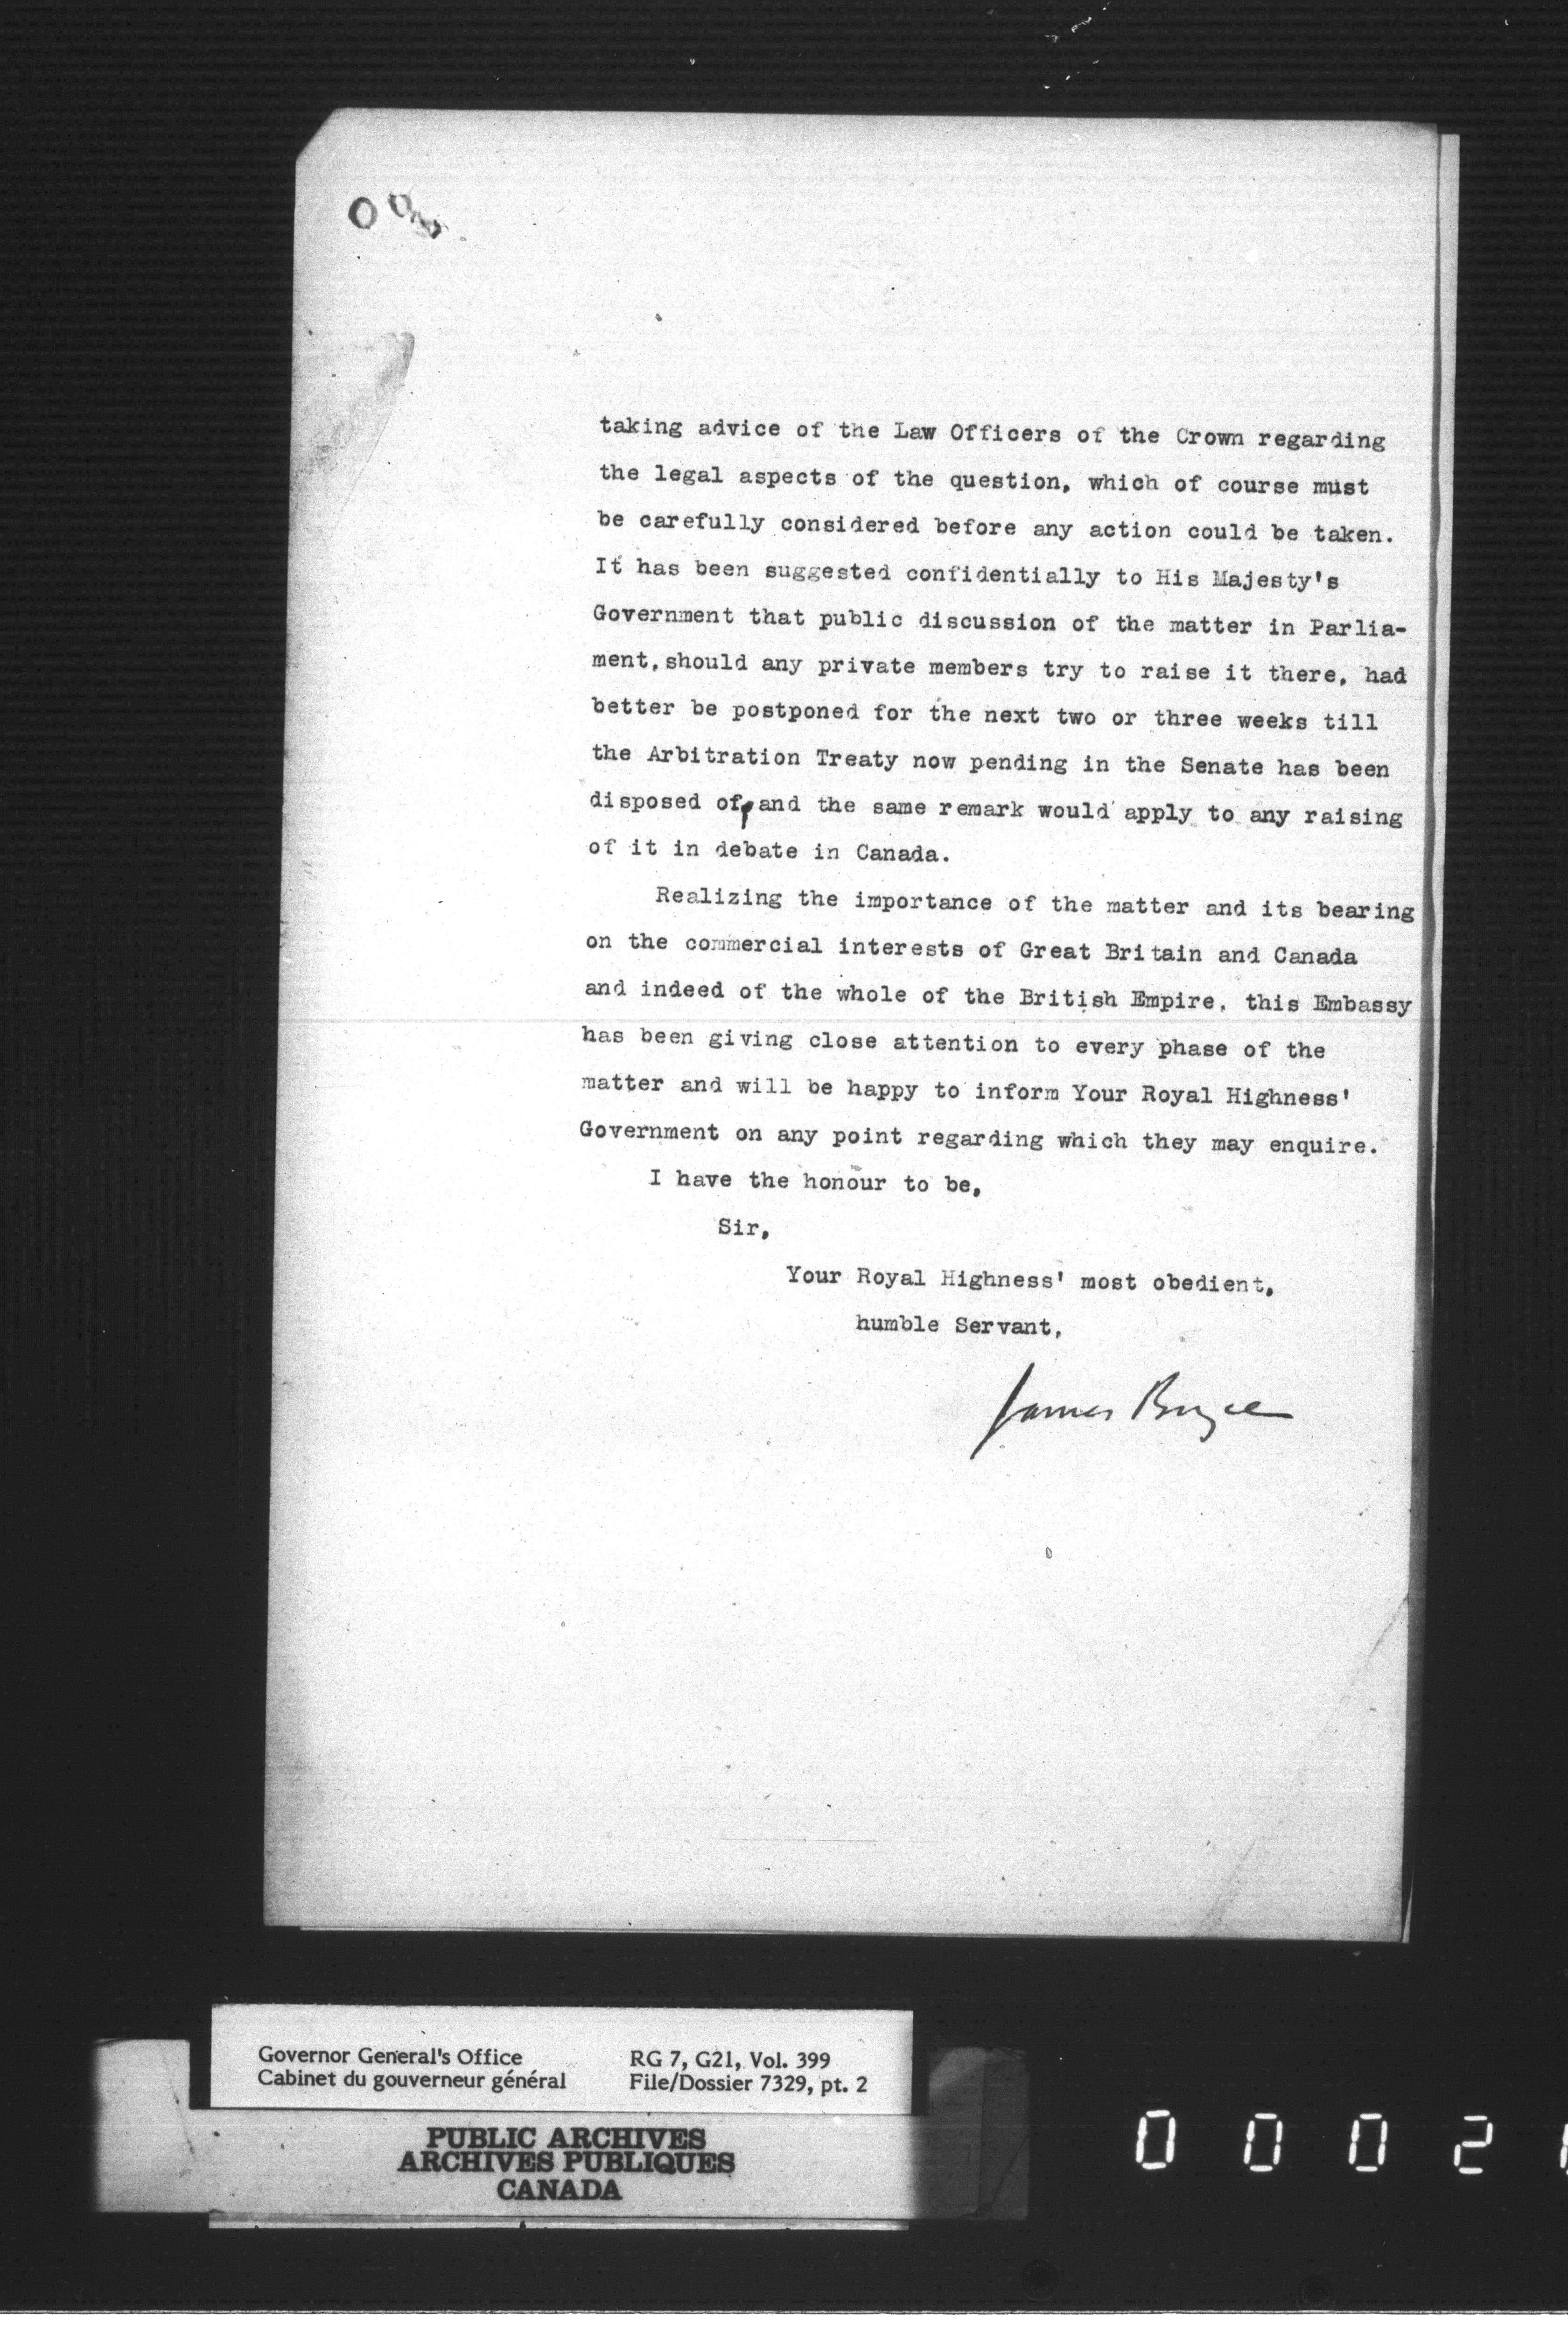 taking advice of the Law Officers of the Crown regarding
the legal aspects of the question, which of course must
be carefully considered before any action could be taken.
It has been suggested confidentially to His Majesty's
Government that public discussion of the matter in Parlia-
ment, should any private members try to raise it there, had
better be postponed for the next two or three weeks till
the Arbitration Treaty now pending in the Senate has been
disposed of, and the same remark would apply to any raising
of it in debate in Canada.
Realizing the importance of the matter and its bearing
on the commercial interests of Great Britain and Canada
and indeed of the whole of the British Empire, this Embassy
has been giving close attention to every phase of the
matter and will be happy to inform Your Royal Highness'
Government on any point regarding which they may enquire.
I have the honour to be,
Sir,
Your Royal Highness' most obedient,
humble Servant,
James Bryce
Governor General's Office RG 7, G21, Vol. 399
Cabinet du gouverneur général File/Dossier 7329, pt. 2
PUBLIC ARCHIVES
ARCHIVES PUBLIQUES
CANADA
0 0 0 2